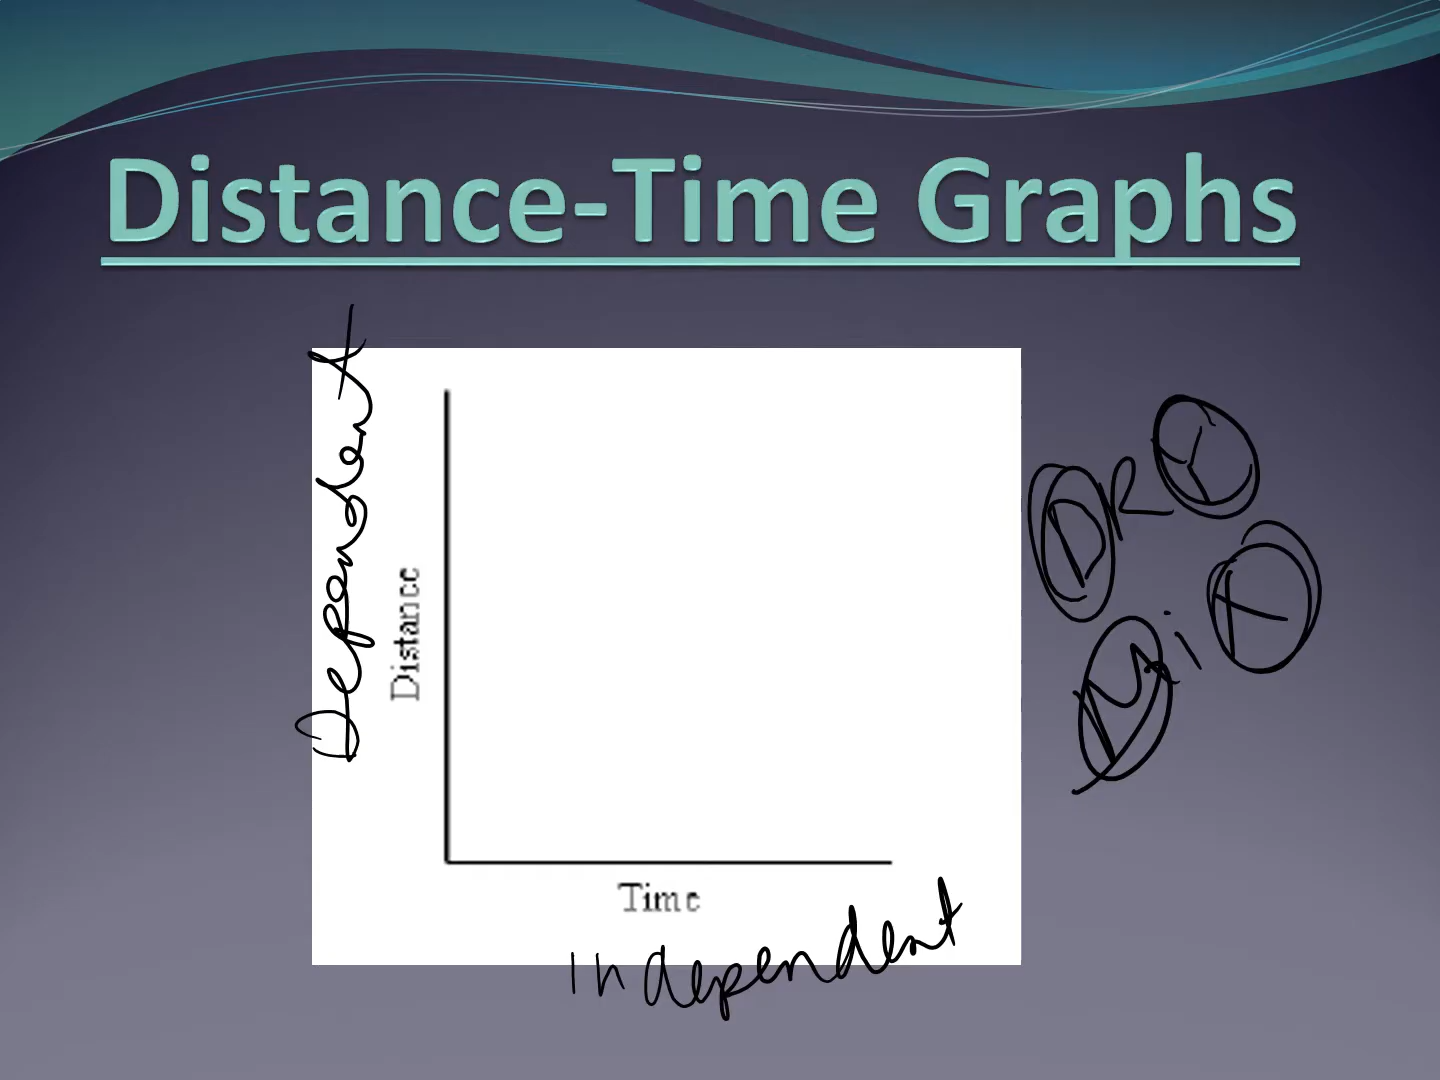 Distance-Time Graphs
Dependent
Distance
DRY
MiX
Time
Independent